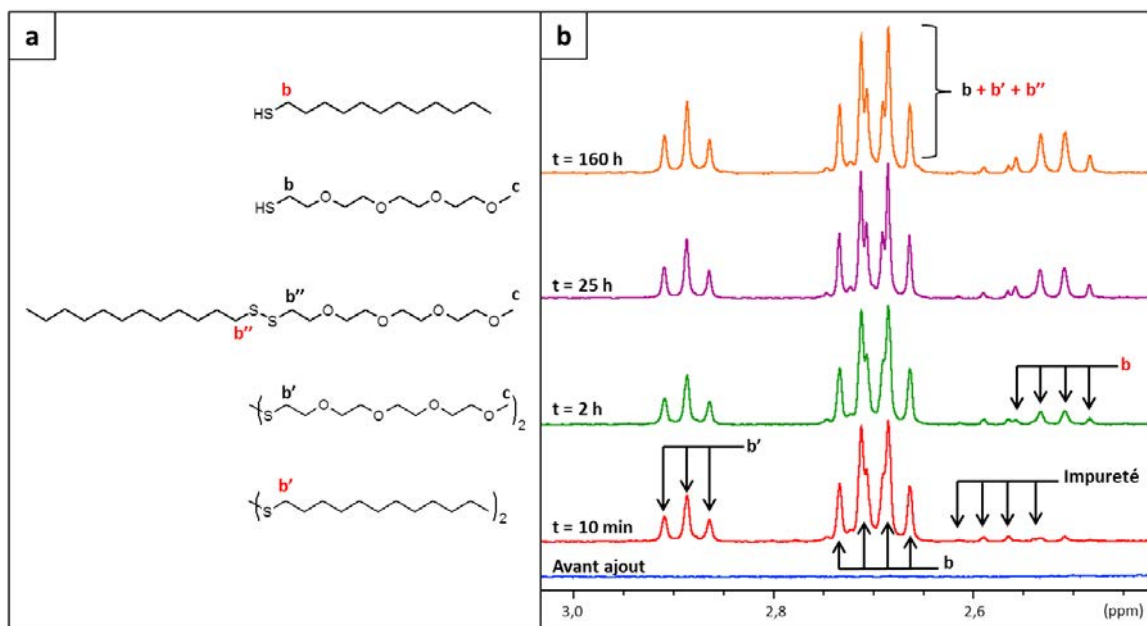 a
b
HS
b
HS
O
O
O
O
c
b''
S
S
b''
O
O
O
O
c
b'
S
O
O
O
O
c
2
b'
S
2
b
b + b' + b''
t = 160 h
t = 25 h
b
t = 2 h
b'
Impureté
t = 10 min
b
Avant ajout
3,0
2,8
2,6
(ppm)